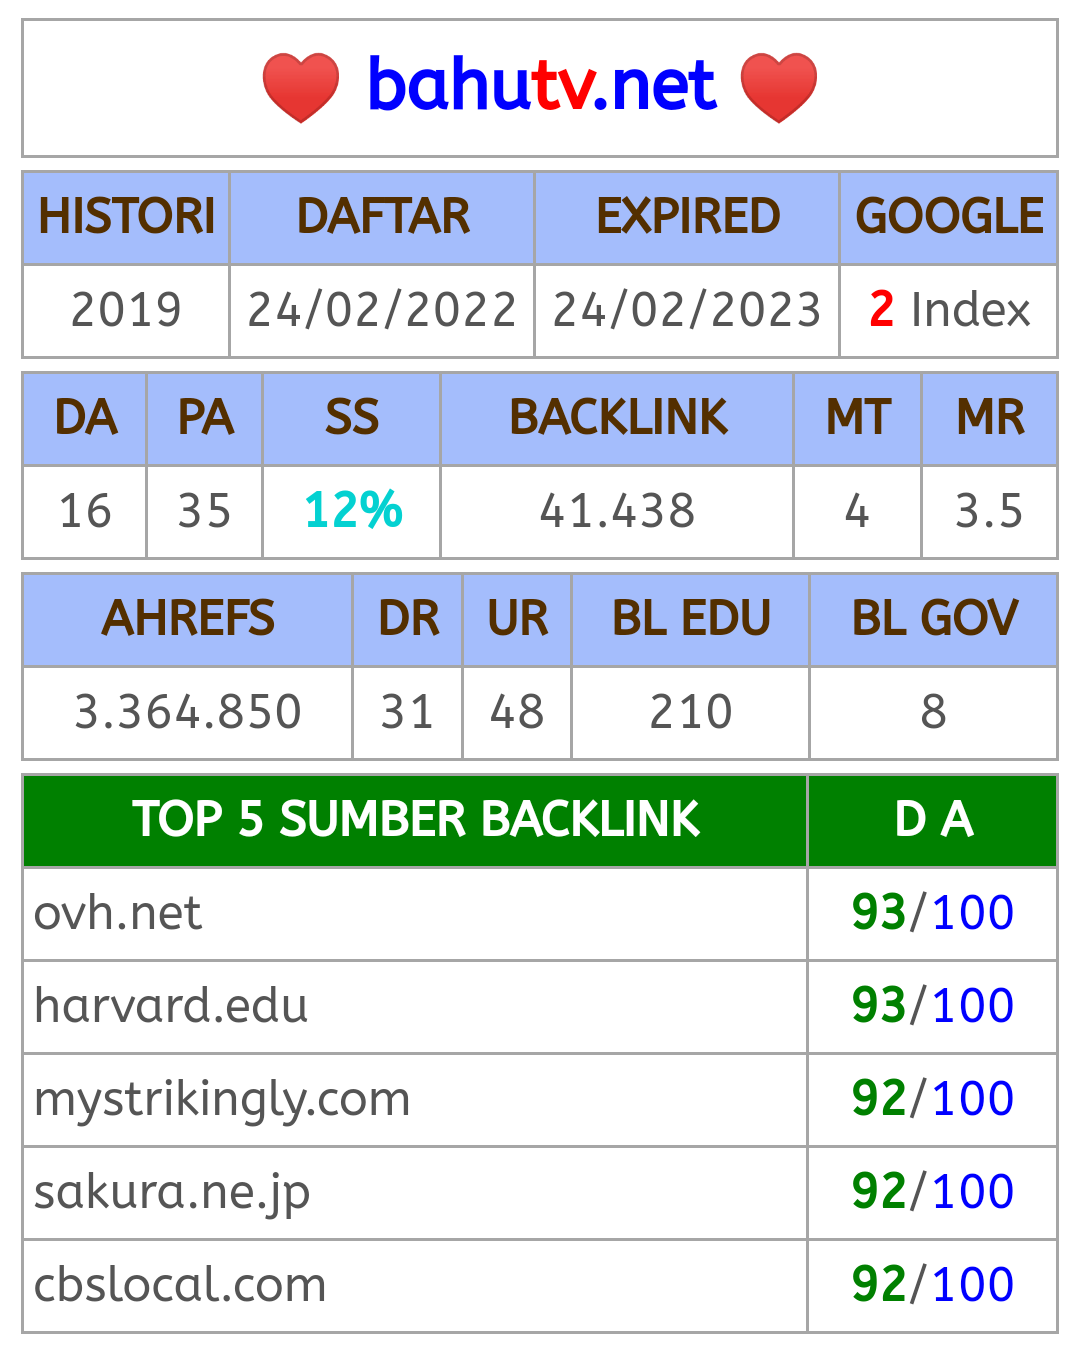 bahutv.net
HISTORI DAFTAR EXPIRED GOOGLE
2019 24/02/2022 24/02/2023 2 Index
DA PA SS BACKLINK MT MR
16 35 12% 41.438 4 3.5
AHREFS DR UR BL EDU BL GOV
3.364.850 31 48 210 8
TOP 5 SUMBER BACKLINK D A
ovh.net 93/100
harvard.edu 93/100
mystrikingly.com 92/100
sakura.ne.jp 92/100
cbslocal.com 92/100